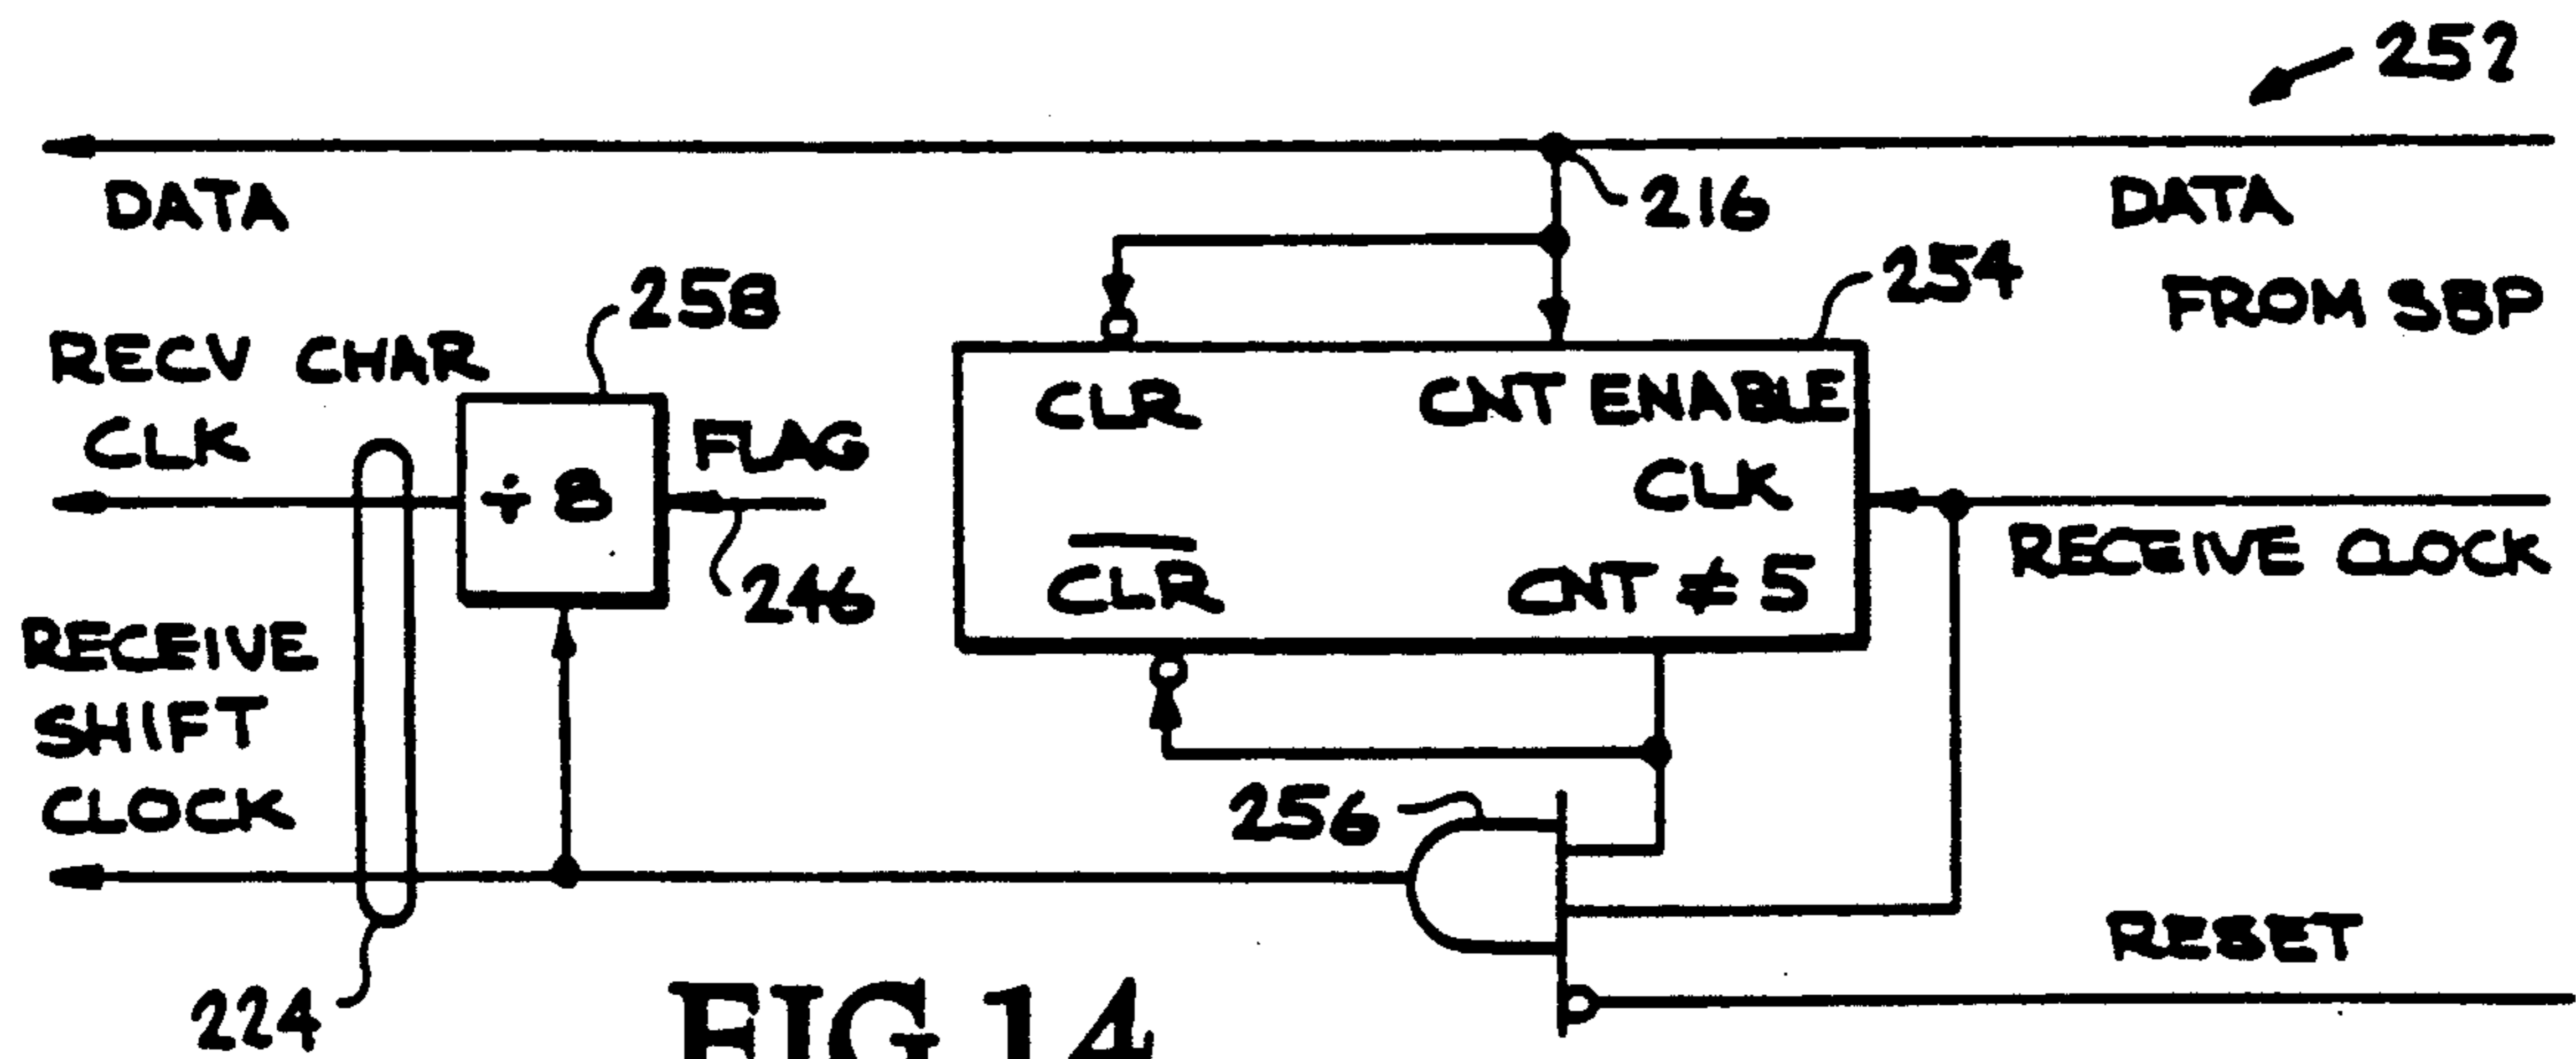 252
DATA
216
DATA
FROM SBP
254
258
RECV CHAR
CLK
÷ 8
FLAG
246
CLR
CNT ENABLE
CLK
CLR
CNT ≠ 5
RECEIVE CLOCK
RECEIVE
SHIFT
CLOCK
256
RESET
224
FIG.14